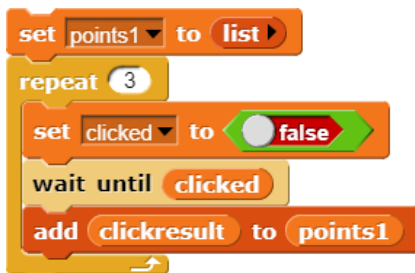 set points1 to list
repeat 3
set clicked to false
wait until clicked
add clickresult to points1